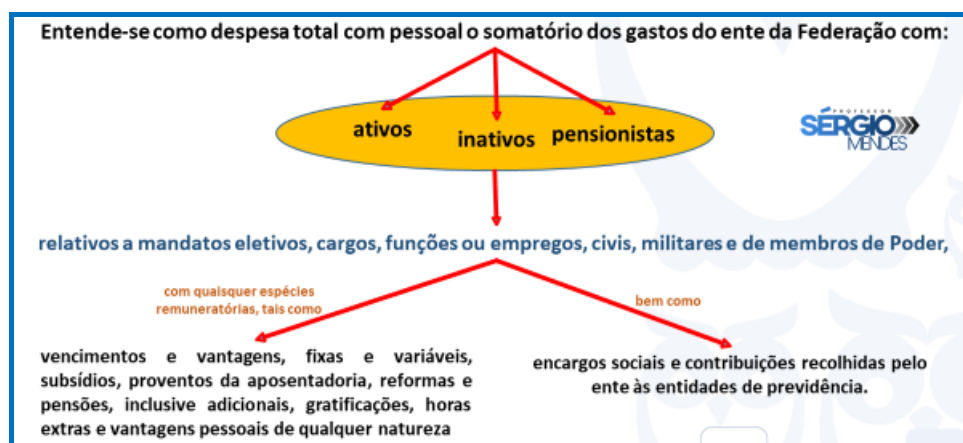 Entende-se como despesa total com pessoal o somatório dos gastos do ente da Federação com:
ativos
inativos
pensionistas
PROFESSOR
SÉRGIO
MENDES
relativos a mandatos eletivos, cargos, funções ou empregos, civis, militares e de membros de Poder,
com quaisquer espécies
remuneratórias, tais como
bem como
vencimentos e vantagens, fixas e variáveis,
subsídios, proventos da aposentadoria, reformas e
pensões, inclusive adicionais, gratificações, horas
extras e vantagens pessoais de qualquer natureza
encargos sociais e contribuições recolhidas pelo
ente às entidades de previdência.